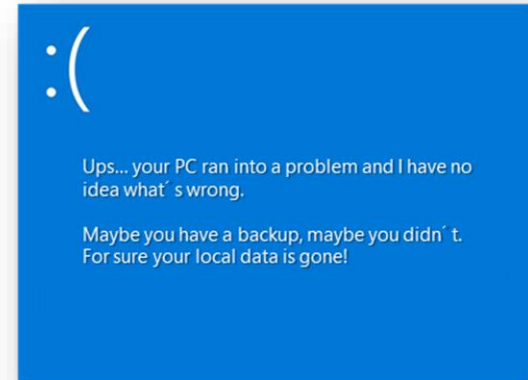 :(
Ups... your PC ran into a problem and I have no
idea what´ s wrong.
Maybe you have a backup, maybe you didn´ t.
For sure your local data is gone!